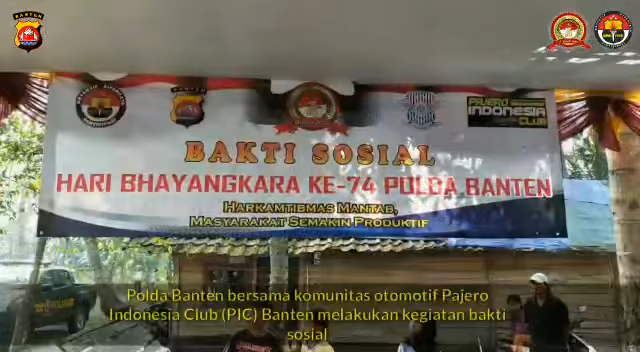 BANTEN
PAJERO
INDONESIA
CLUB
BAKTI SOSIAL
HARI BHAYANGKARA KE-74 POLDA BANTEN
HARKAMTIBMAS MANTAB,
MASYARAKAT SEMAKIN PRODUKTIF
Polda Banten bersama komunitas otomotif Pajero
Indonesia Club (PIC) Banten melakukan kegiatan bakti
sosial